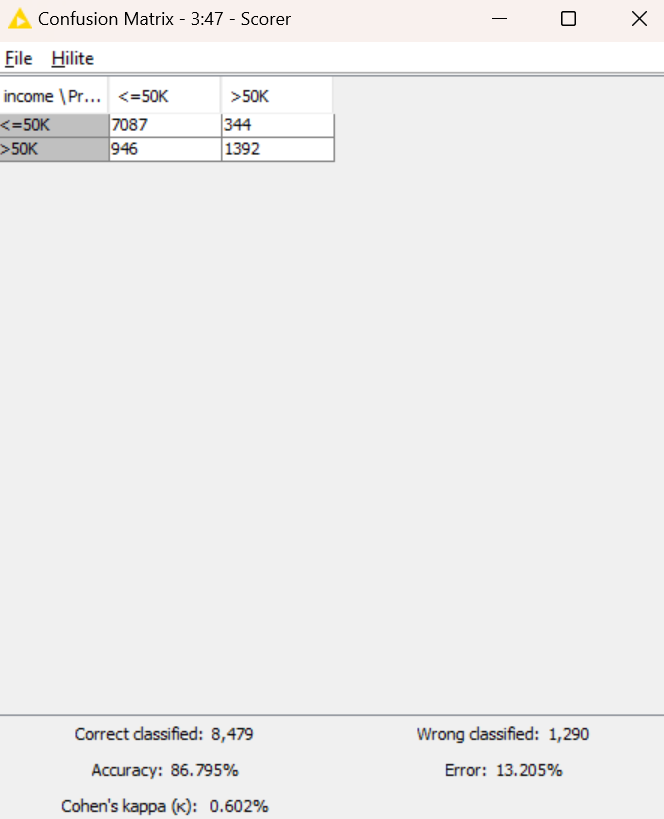 Confusion Matrix - 3:47 - Scorer
File Hilite
income \Pr... <=50K >50K
<=50K 7087 344
>50K 946 1392
Correct classified: 8,479 Wrong classified: 1,290
Accuracy: 86.795% Error: 13.205%
Cohen's kappa (κ): 0.602%